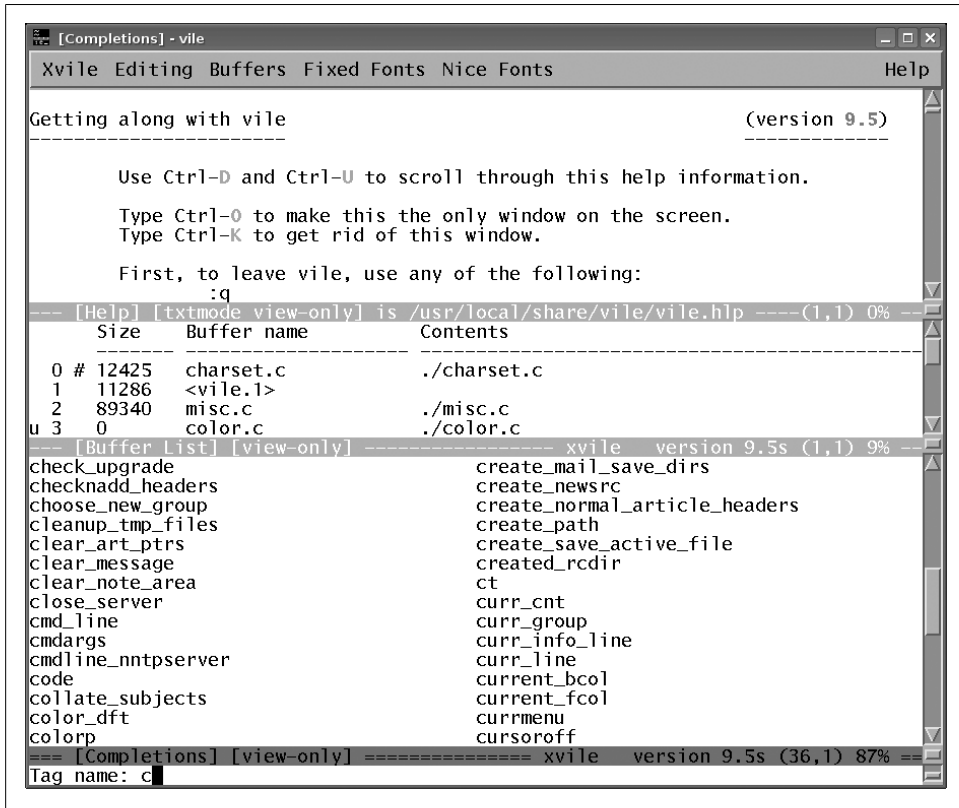 [Completions] - vile
Xvile Editing Buffers Fixed Fonts Nice Fonts Help
Getting along with vile (version 9.5)
----------------------- -------------
Use Ctrl-D and Ctrl-U to scroll through this help information.
Type Ctrl-O to make this the only window on the screen.
Type Ctrl-K to get rid of this window.
First, to leave vile, use any of the following:
:q
--- [Help] [txtmode view-only] is /usr/local/share/vile/vile.hlp ----(1,1) 0% --
Size Buffer name Contents
------- -------------------- ---------------------------------------------
0 # 12425 charset.c ./charset.c
1 11286 <vile.1>
2 89340 misc.c ./misc.c
u 3 0 color.c ./color.c
--- [Buffer List] [view-only] ------------------ xvile version 9.5s (1,1) 9% --
check_upgrade create_mail_save_dirs
checknadd_headers create_newsrc
choose_new_group create_normal_article_headers
cleanup_tmp_files create_path
clear_art_ptrs create_save_active_file
clear_message created_rcdir
clear_note_area ct
close_server curr_cnt
cmd_line curr_group
cmdargs curr_info_line
cmdline_nntpserver curr_line
code current_bcol
collate_subjects current_fcol
color_dft currmenu
colorp cursoroff
=== [Completions] [view-only] =============== xvile version 9.5s (36,1) 87% ==
Tag name: c